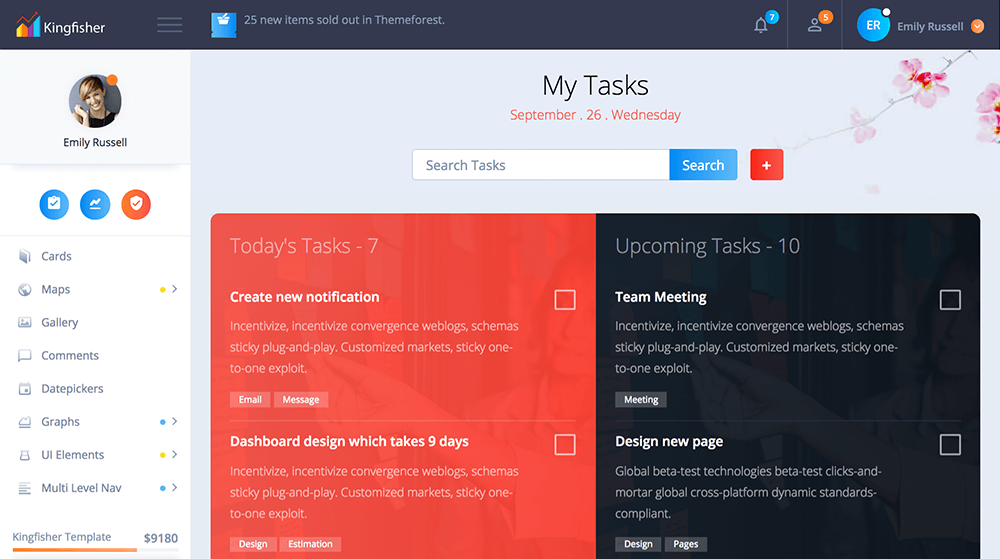 Kingfisher
25 new items sold out in Themeforest.
7
5
ER
Emily Russell
Emily Russell
Cards
Maps
Gallery
Comments
Datepickers
Graphs
UI Elements
Multi Level Nav
Kingfisher Template $9180
My Tasks
September . 26 . Wednesday
Search Tasks
Search
+
Today's Tasks - 7
Create new notification
Incentivize, incentivize convergence weblogs, schemas
sticky plug-and-play. Customized markets, sticky one-
to-one exploit.
Email Message
Dashboard design which takes 9 days
Incentivize, incentivize convergence weblogs, schemas
sticky plug-and-play. Customized markets, sticky one-
to-one exploit.
Design Estimation
Upcoming Tasks - 10
Team Meeting
Incentivize, incentivize convergence weblogs, schemas
sticky plug-and-play. Customized markets, sticky one-
to-one exploit.
Meeting
Design new page
Global beta-test technologies beta-test clicks-and-
mortar global cross-platform dynamic standards-
compliant.
Design Pages